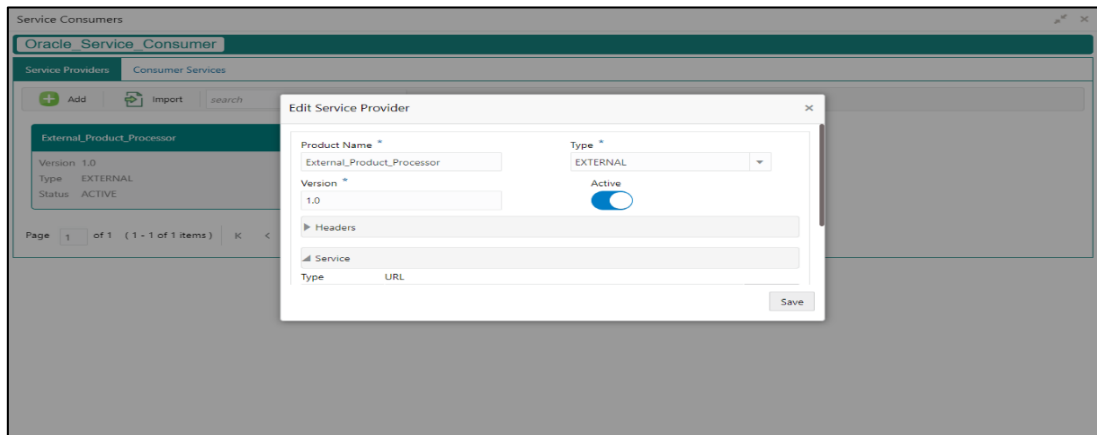 Service Consumers
Oracle_Service_Consumer
Service Providers Consumer Services
Add Import search
External_Product_Processor
Version 1.0
Type EXTERNAL
Status ACTIVE
Page 1 of 1 (1 - 1 of 1 items)
Edit Service Provider
Product Name * Type *
External_Product_Processor EXTERNAL
Version * Active
1.0
Headers
Service
Type URL
Save